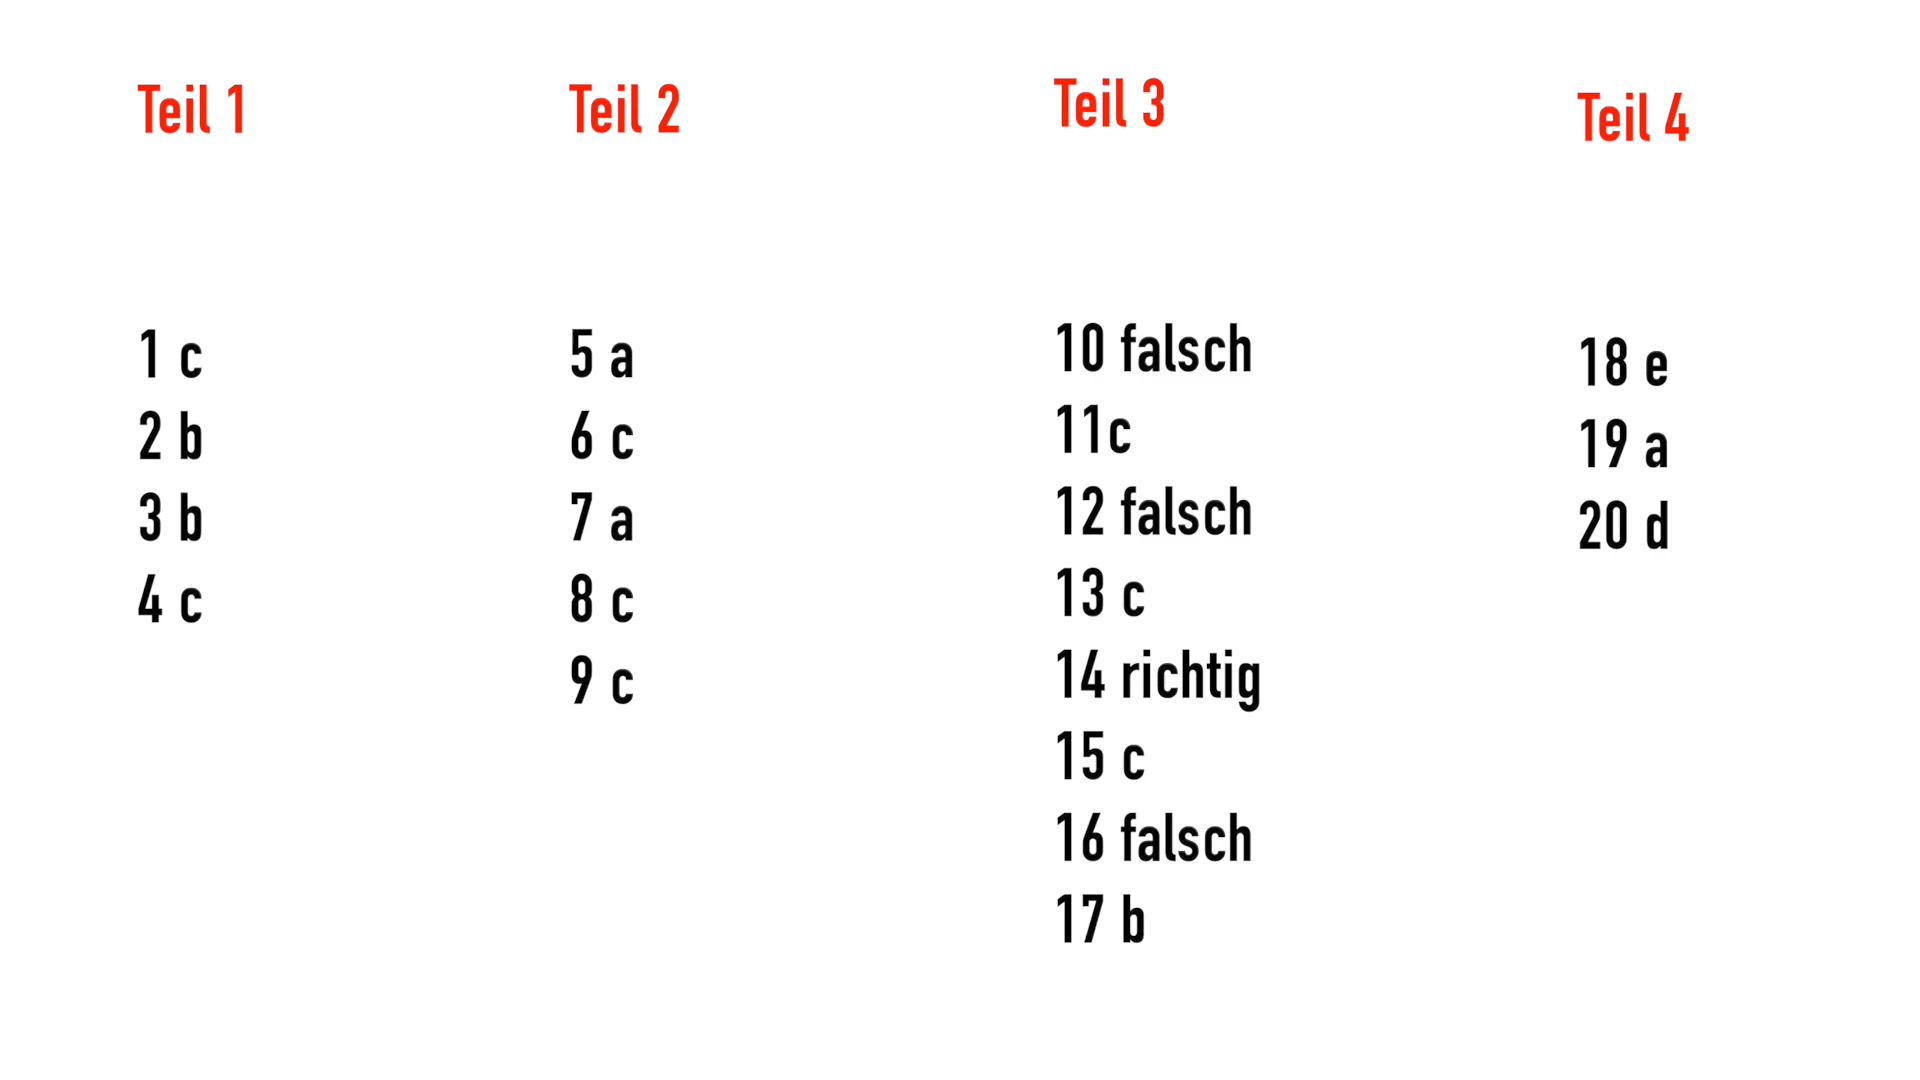 Teil 1
1 c
2 b
3 b
4 c
Teil 2
5 a
6 c
7 a
8 c
9 c
Teil 3
10 falsch
11c
12 falsch
13 c
14 richtig
15 c
16 falsch
17 b
Teil 4
18 e
19 a
20 d